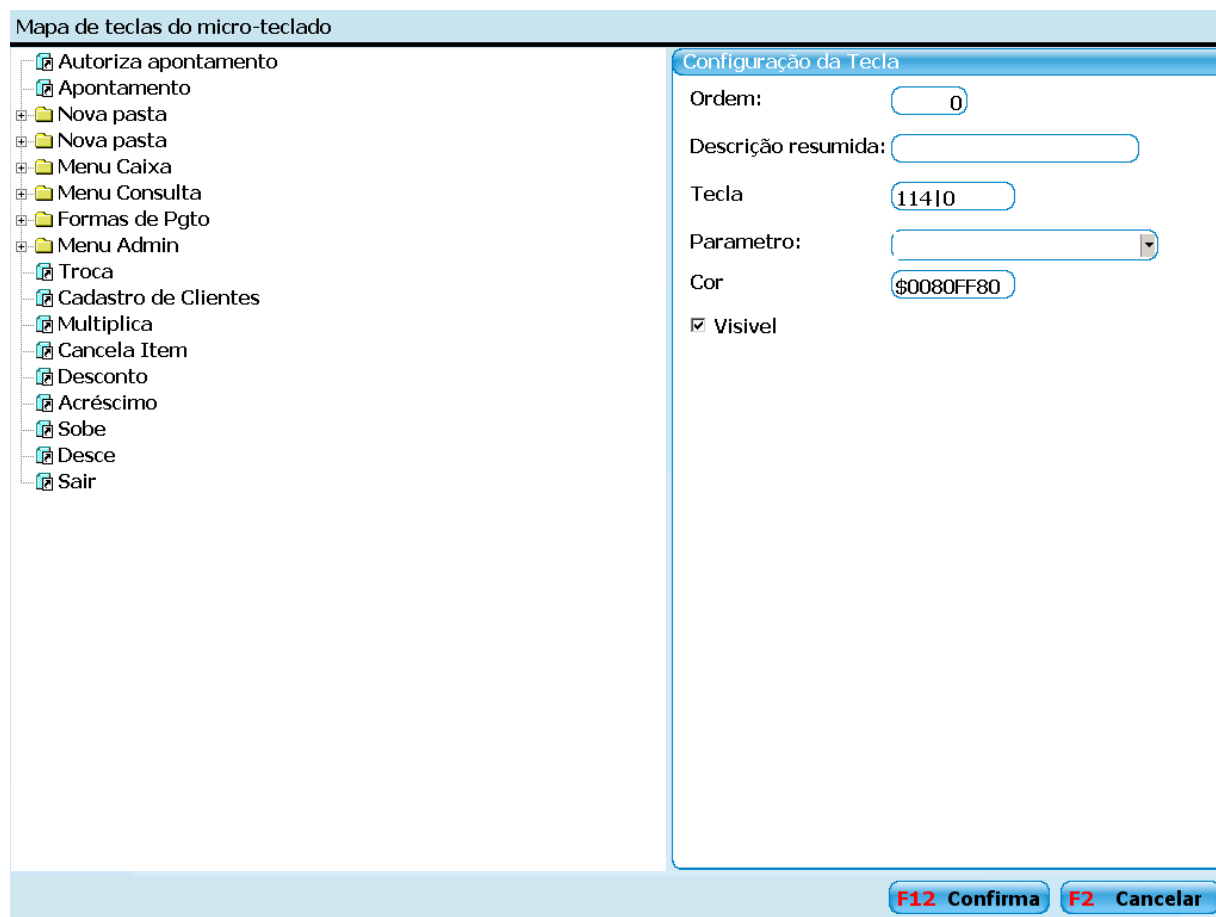 Mapa de teclas do micro-teclado
Autoriza apontamento
Apontamento
Nova pasta
Nova pasta
Menu Caixa
Menu Consulta
Formas de Pgto
Menu Admin
Troca
Cadastro de Clientes
Multiplica
Cancela Item
Desconto
Acréscimo
Sobe
Desce
Sair
Configuração da Tecla
Ordem: 0
Descrição resumida:
Tecla 114|0
Parametro:
Cor $0080FF80
Visivel
F12 Confirma F2 Cancelar